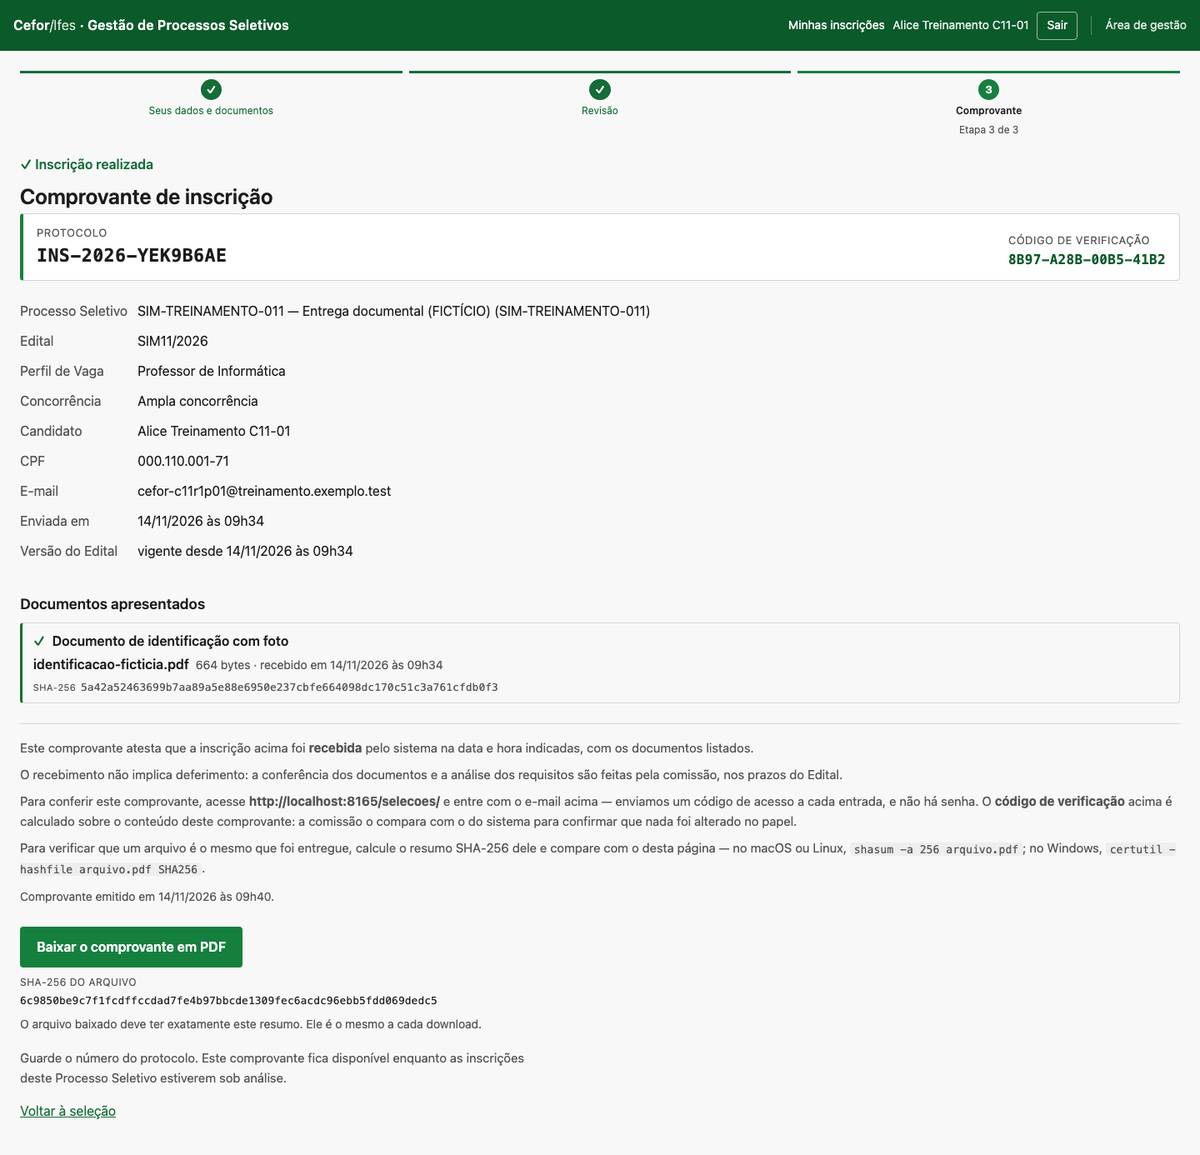 Cefor/Ifes · Gestão de Processos Seletivos
Minhas inscrições Alice Treinamento C11-01 Sair Área de gestão
Seus dados e documentos
Revisão
3
Comprovante
Etapa 3 de 3
✓ Inscrição realizada
Comprovante de inscrição
PROTOCOLO
INS-2026-YEK9B6AE
CÓDIGO DE VERIFICAÇÃO
8B97-A28B-00B5-41B2
Processo Seletivo SIM-TREINAMENTO-011 — Entrega documental (FICTÍCIO) (SIM-TREINAMENTO-011)
Edital SIM11/2026
Perfil de Vaga Professor de Informática
Concorrência Ampla concorrência
Candidato Alice Treinamento C11-01
CPF 000.110.001-71
E-mail cefor-c11r1p01@treinamento.exemplo.test
Enviada em 14/11/2026 às 09h34
Versão do Edital vigente desde 14/11/2026 às 09h34
Documentos apresentados
✓ Documento de identificação com foto
identificacao-ficticia.pdf 664 bytes · recebido em 14/11/2026 às 09h34
SHA-256 5a42a52463699b7aa89a5e88e6950e237cbfe664098dc170c51c3a761cfdb0f3
Este comprovante atesta que a inscrição acima foi recebida pelo sistema na data e hora indicadas, com os documentos listados.
O recebimento não implica deferimento: a conferência dos documentos e a análise dos requisitos são feitas pela comissão, nos prazos do Edital.
Para conferir este comprovante, acesse http://localhost:8165/selecoes/ e entre com o e-mail acima — enviamos um código de acesso a cada entrada, e não há senha. O código de verificação acima é
calculado sobre o conteúdo deste comprovante: a comissão o compara com o do sistema para confirmar que nada foi alterado no papel.
Para verificar que um arquivo é o mesmo que foi entregue, calcule o resumo SHA-256 dele e compare com o desta página — no macOS ou Linux, shasum -a 256 arquivo.pdf ; no Windows, certutil -
hashfile arquivo.pdf SHA256 .
Comprovante emitido em 14/11/2026 às 09h40.
Baixar o comprovante em PDF
SHA-256 DO ARQUIVO
6c9850be9c7f1fcdffccdad7fe4b97bbcde1309fec6acdc96ebb5fdd069dedc5
O arquivo baixado deve ter exatamente este resumo. Ele é o mesmo a cada download.
Guarde o número do protocolo. Este comprovante fica disponível enquanto as inscrições
deste Processo Seletivo estiverem sob análise.
Voltar à seleção